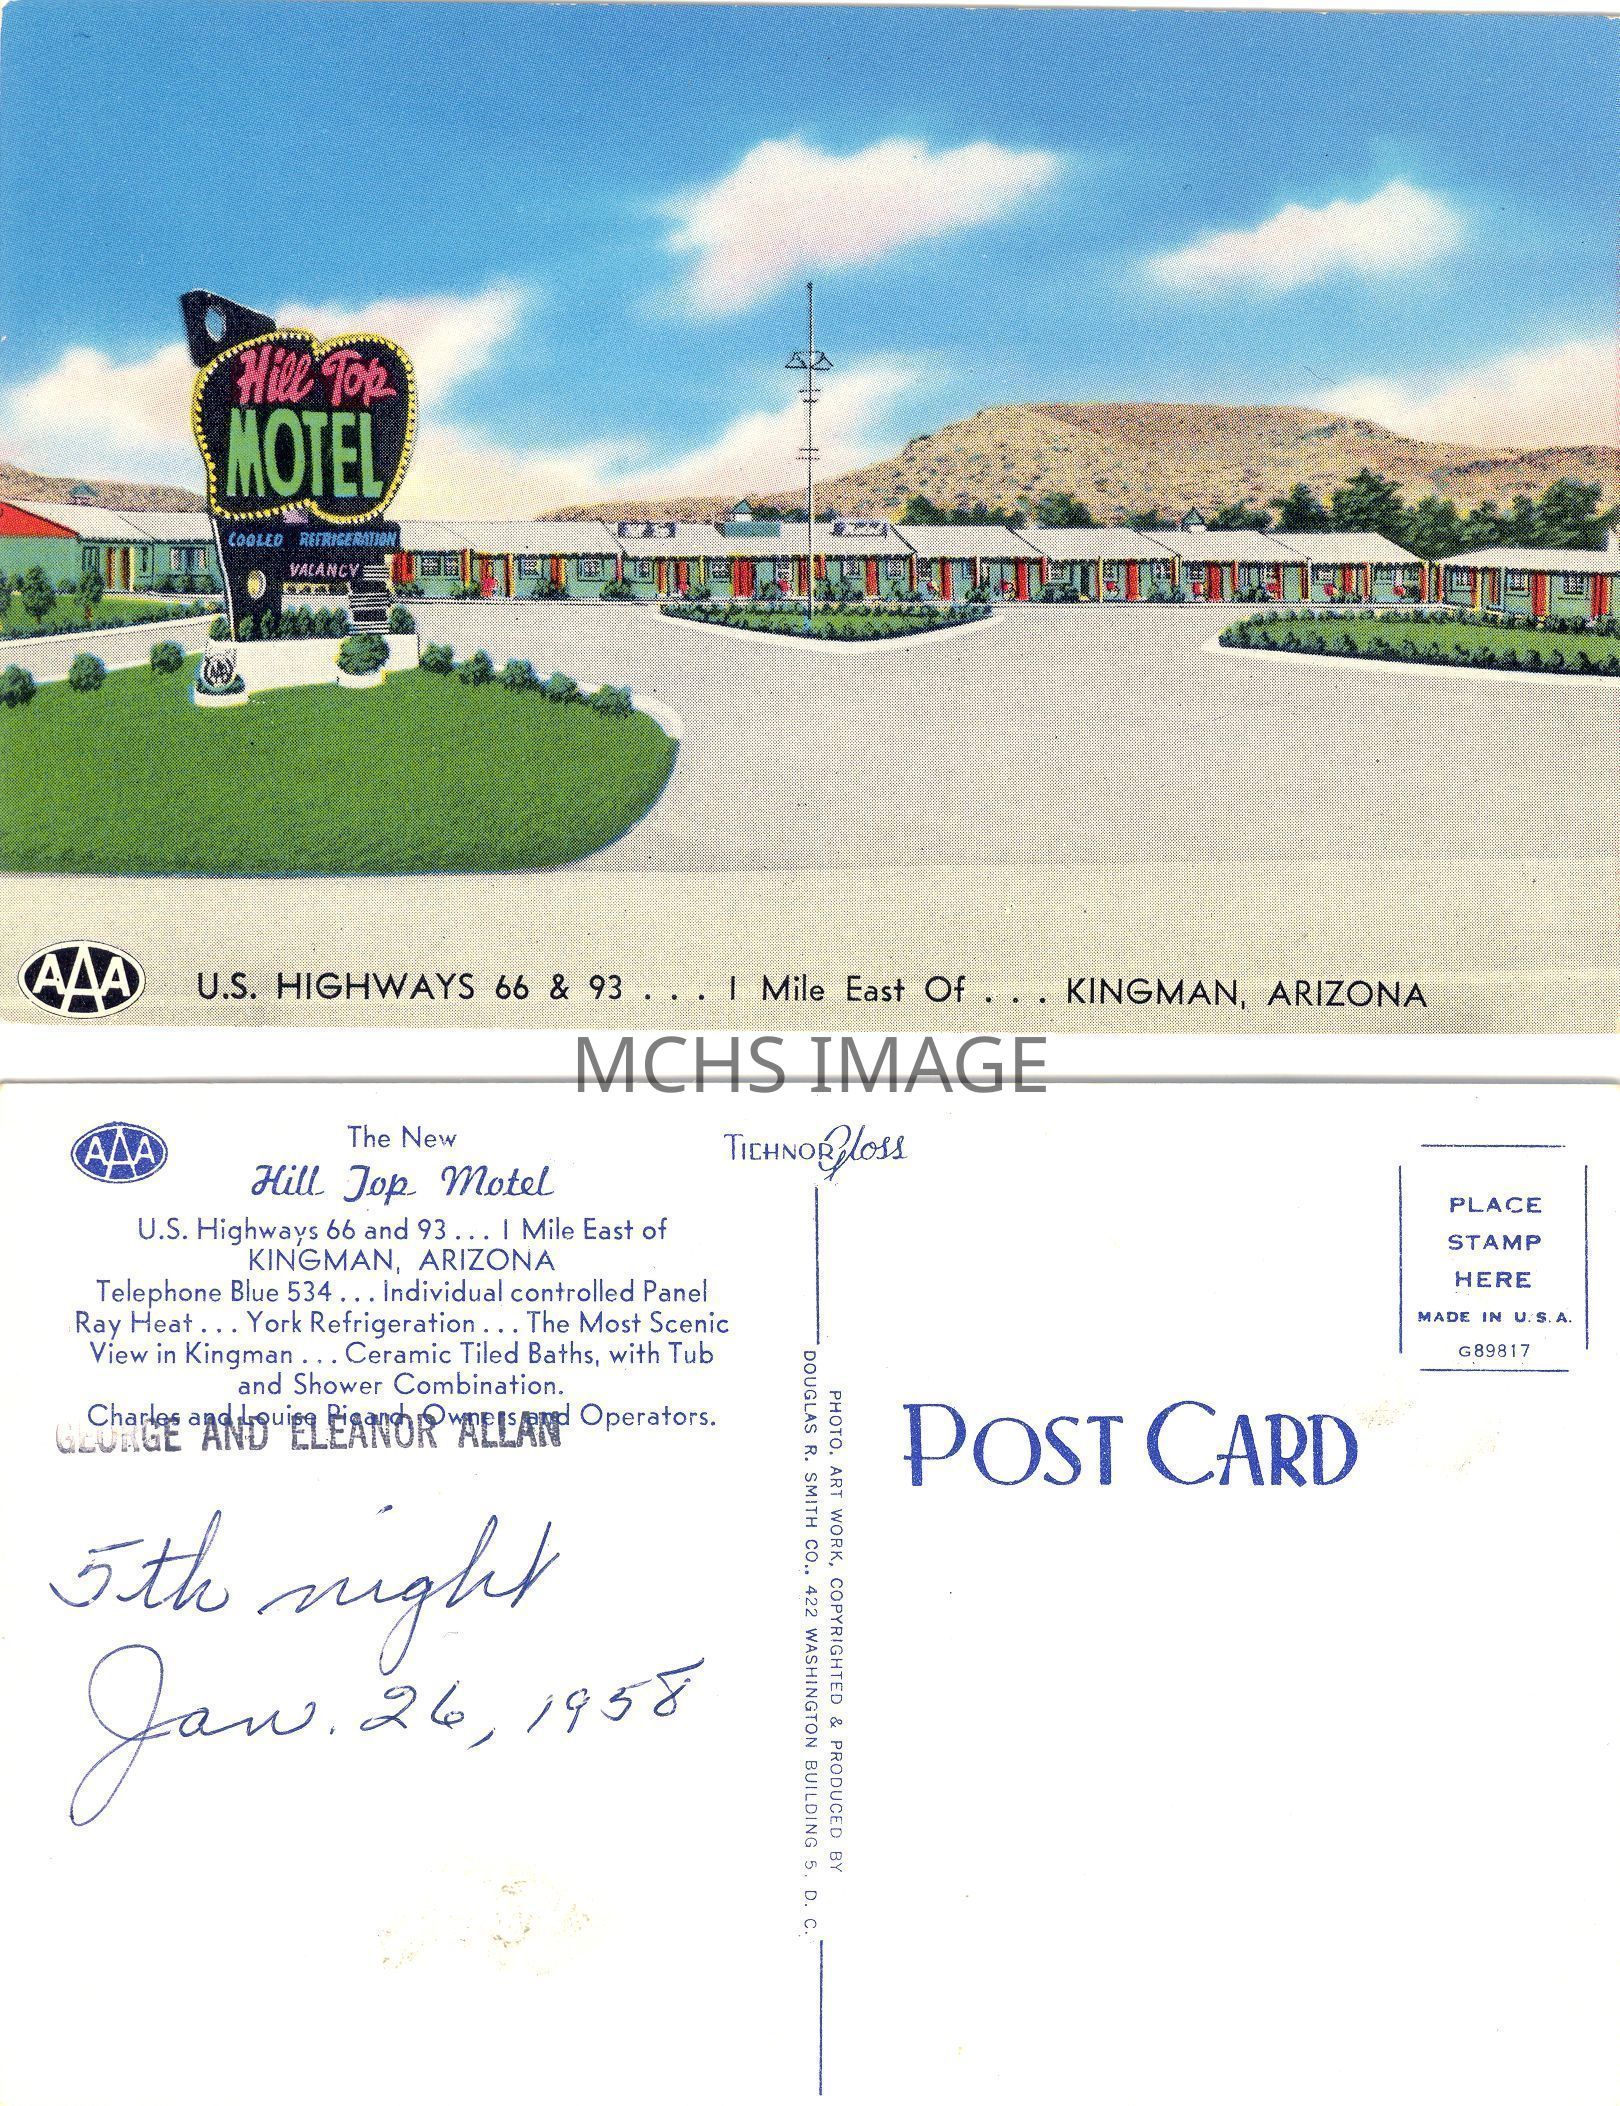 Hill Top
MOTEL
COOLED REFRIGERATION
VACANCY
AAA
AAA
U.S. HIGHWAYS 66 & 93 . . . 1 Mile East Of . . . KINGMAN, ARIZONA
MCHS IMAGE
AAA
The New
Hill Top Motel
U.S. Highways 66 and 93 . . . 1 Mile East of
KINGMAN, ARIZONA
Telephone Blue 534 . . . Individual controlled Panel
Ray Heat . . . York Refrigeration . . . The Most Scenic
View in Kingman . . . Ceramic Tiled Baths, with Tub
and Shower Combination.
Charles and Louise Picard, Owners and Operators.
GEORGE AND ELEANOR ALLAN
5th night
Jan. 26, 1958
TICHNOR Gloss
PHOTO, ART WORK, COPYRIGHTED & PRODUCED BY
DOUGLAS R. SMITH CO., 422 WASHINGTON BUILDING 5, D. C.
PLACE
STAMP
HERE
MADE IN U.S.A.
G89817
POST CARD